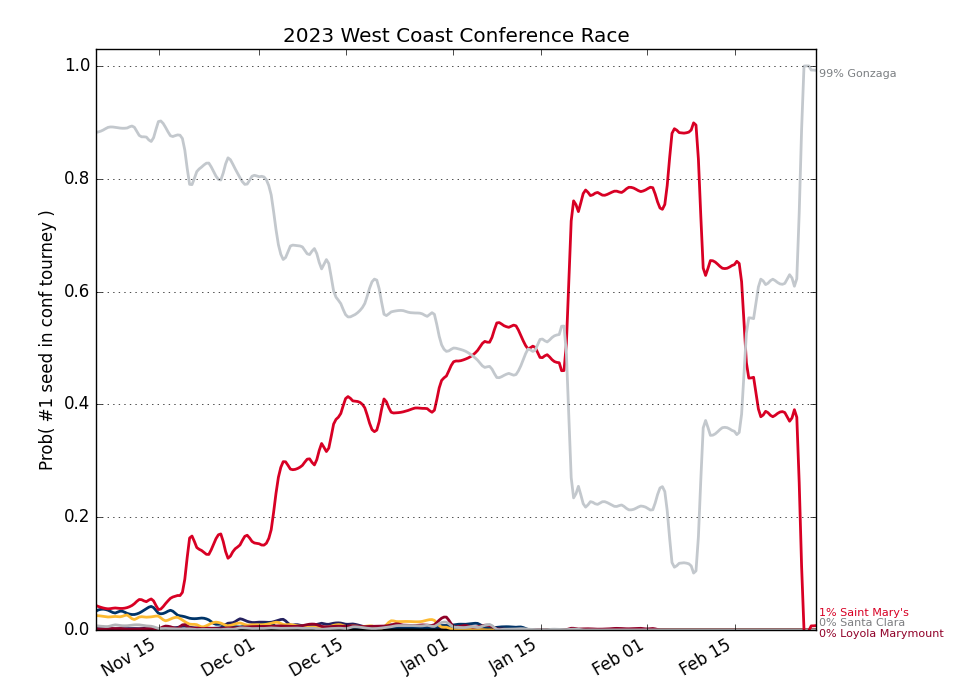 2023 West Coast Conference Race
Prob( #1 seed in conf tourney )
1.0
0.8
0.6
0.4
0.2
0.0
Nov 15
Dec 01
Dec 15
Jan 01
Jan 15
Feb 01
Feb 15
99% Gonzaga
1% Saint Mary's
0% Santa Clara
0% Loyola Marymount